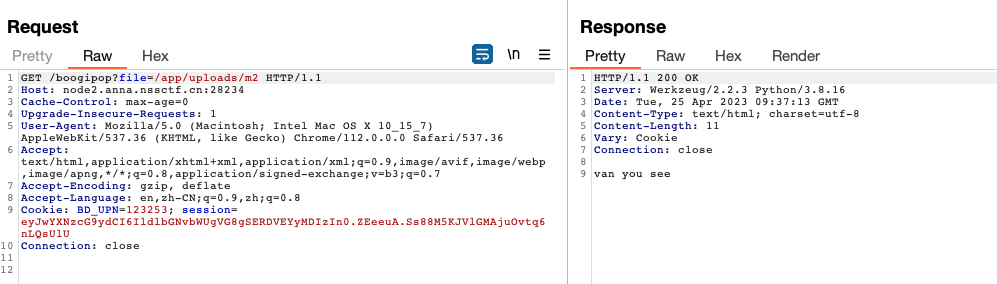 Request
Pretty Raw Hex \n
1 GET /boogipop?file=/app/uploads/m2 HTTP/1.1
2 Host: node2.anna.nssctf.cn:28234
3 Cache-Control: max-age=0
4 Upgrade-Insecure-Requests: 1
5 User-Agent: Mozilla/5.0 (Macintosh; Intel Mac OS X 10_15_7)
AppleWebKit/537.36 (KHTML, like Gecko) Chrome/112.0.0.0 Safari/537.36
6 Accept:
text/html,application/xhtml+xml,application/xml;q=0.9,image/avif,image/webp
,image/apng,*/*;q=0.8,application/signed-exchange;v=b3;q=0.7
7 Accept-Encoding: gzip, deflate
8 Accept-Language: en,zh-CN;q=0.9,zh;q=0.8
9 Cookie: BD_UPN=123253; session=
eyJwYXNzcG9ydCI6IldlbGNvbWUgVG8gSERDVEYyMDIzIn0.ZEeeuA.Ss88M5KJVlGMAjuOvtq6
nLQsUlU
10 Connection: close
11
12
Response
Pretty Raw Hex Render
1 HTTP/1.1 200 OK
2 Server: Werkzeug/2.2.3 Python/3.8.16
3 Date: Tue, 25 Apr 2023 09:37:13 GMT
4 Content-Type: text/html; charset=utf-8
5 Content-Length: 11
6 Vary: Cookie
7 Connection: close
8
9 van you see